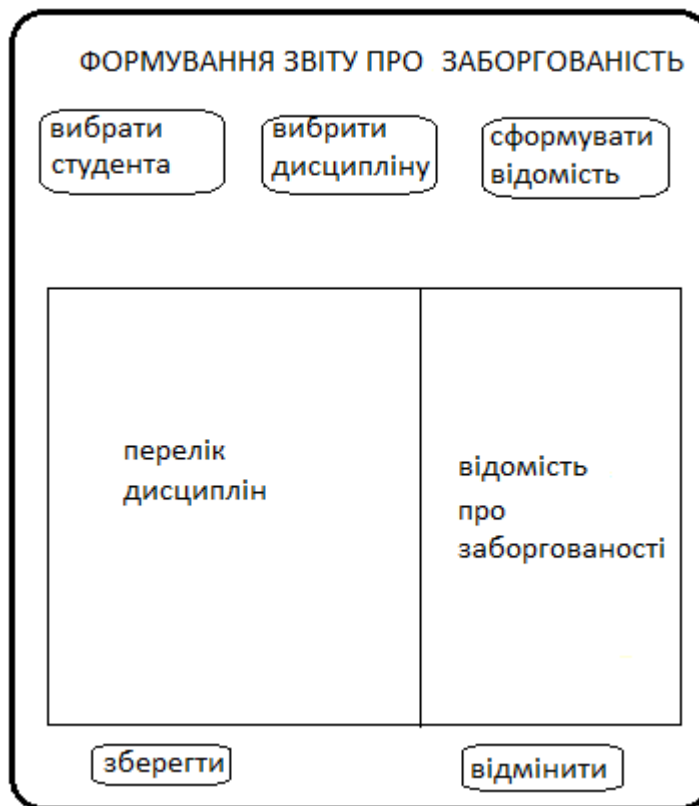 ФОРМУВАННЯ ЗВІТУ ПРО ЗАБОРГОВАНІСТЬ
вибрати
студента
вибрити
дисципліну
сформувати
відомість
перелік
дисциплін
відомість
про
заборгованості
зберегти
відмінити